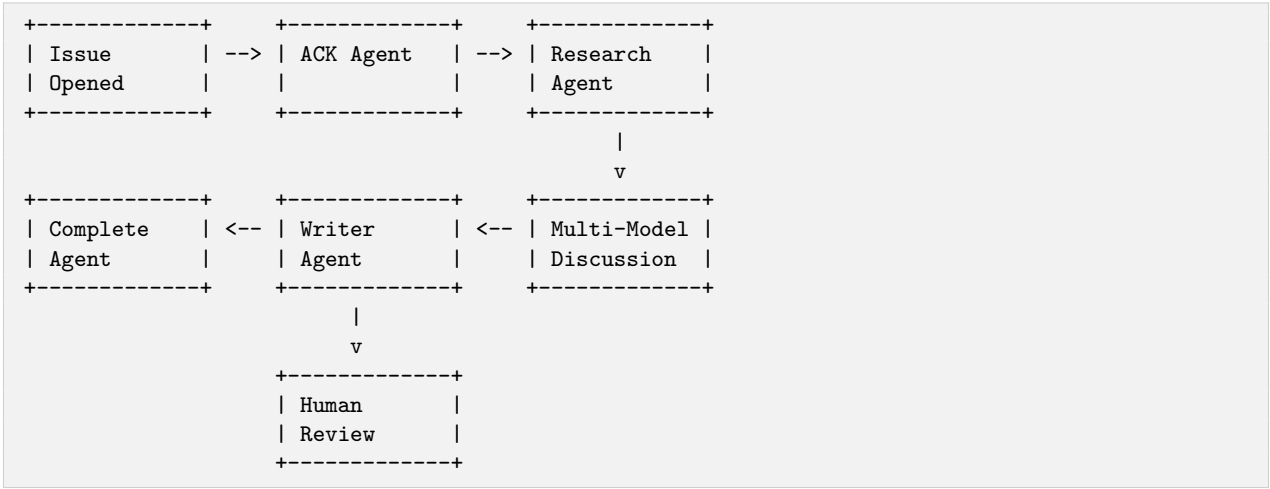 +-------------+     +-------------+     +-------------+
| Issue       | --> | ACK Agent   | --> | Research    |
| Opened      |     |             |     | Agent       |
+-------------+     +-------------+     +-------------+
                                               |
                                               v
+-------------+     +-------------+     +-------------+
| Complete    | <-- | Writer      | <-- | Multi-Model |
| Agent       |     | Agent       |     | Discussion  |
+-------------+     +-------------+     +-------------+
                          |
                          v
                    +-------------+
                    | Human       |
                    | Review      |
                    +-------------+